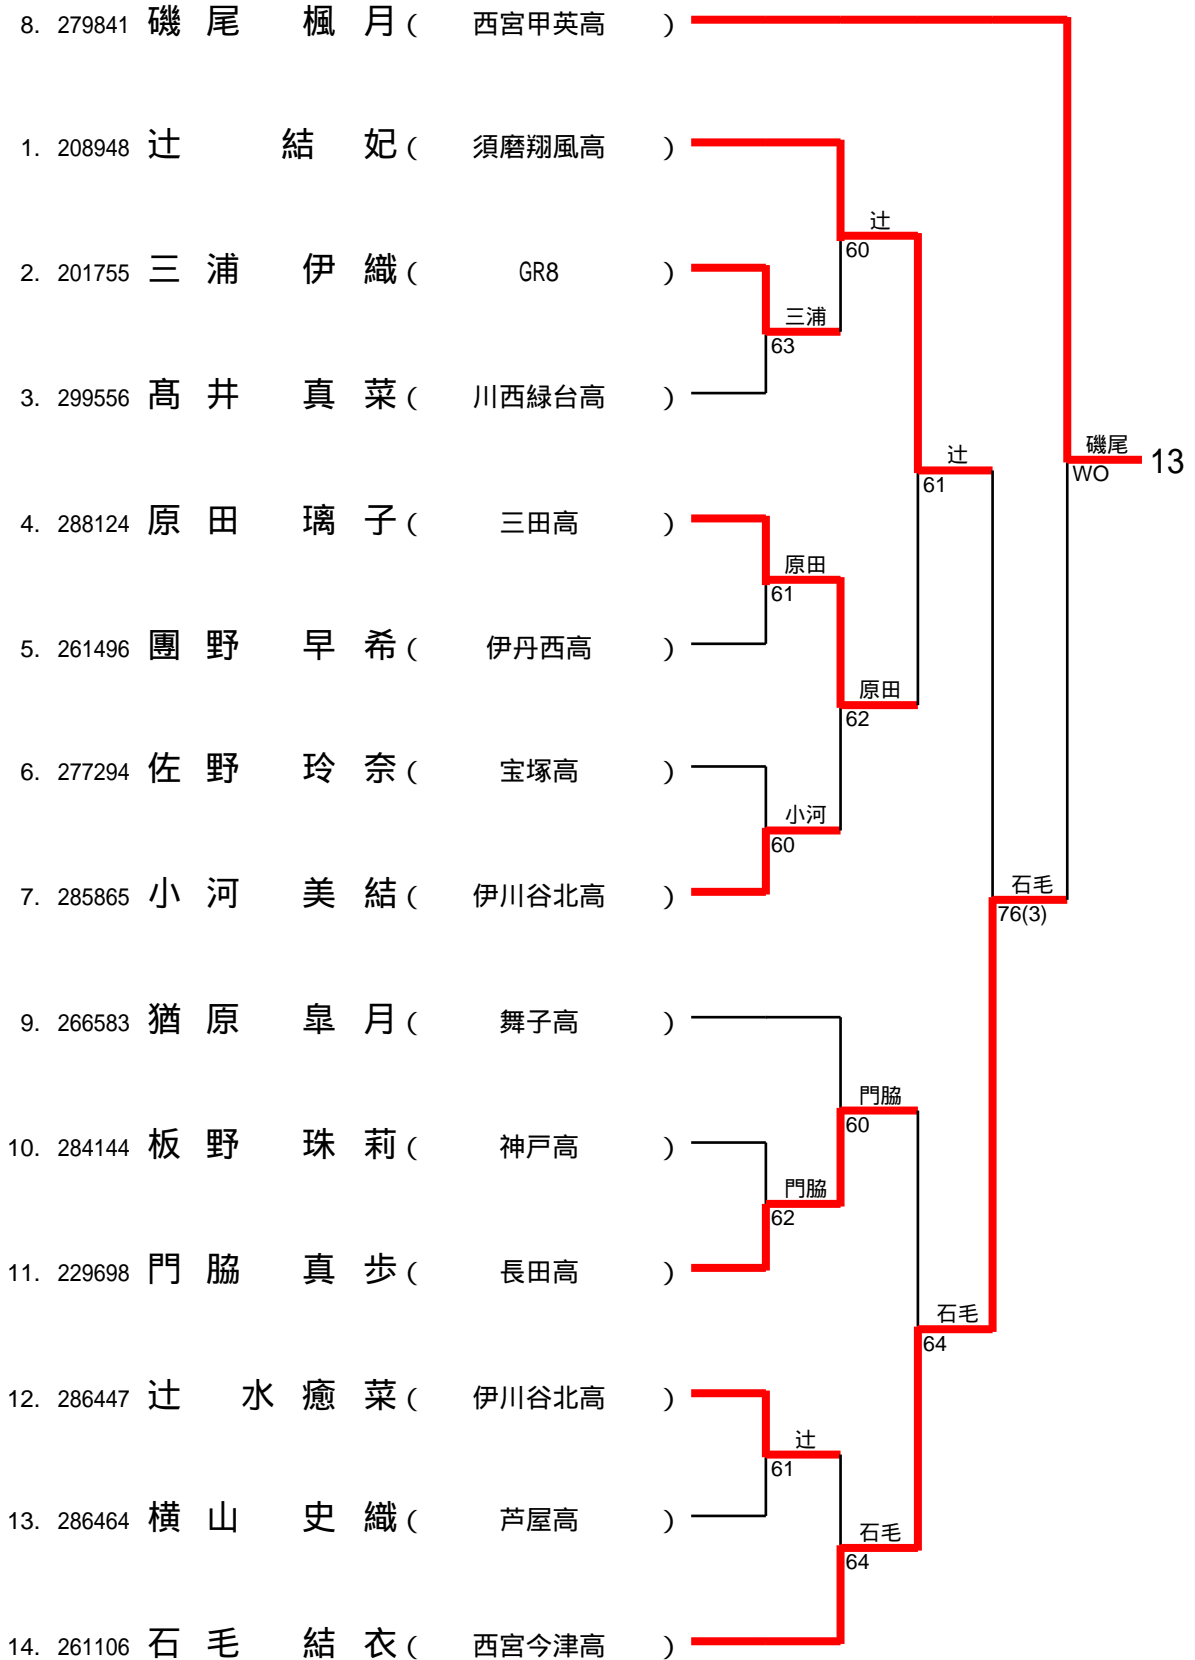 8. 279841 磯 尾 楓 月 ( 西宮甲英高 )
1. 208948 辻 結 妃 ( 須磨翔風高 )
辻
60
2. 201755 三 浦 伊 織 ( GR8 )
三浦
63
3. 299556 髙 井 真 菜 ( 川西緑台高 )
磯尾 13
WO
辻
61
4. 288124 原 田 璃 子 ( 三田高 )
原田
61
5. 261496 團 野 早 希 ( 伊丹西高 )
原田
62
6. 277294 佐 野 玲 奈 ( 宝塚高 )
小河
60
7. 285865 小 河 美 結 ( 伊川谷北高 )
石毛
76(3)
9. 266583 猶 原 皐 月 ( 舞子高 )
門脇
60
10. 284144 板 野 珠 莉 ( 神戸高 )
門脇
62
11. 229698 門 脇 真 歩 ( 長田高 )
石毛
64
12. 286447 辻 水 癒 菜 ( 伊川谷北高 )
辻
61
13. 286464 横 山 史 織 ( 芦屋高 )
石毛
64
14. 261106 石 毛 結 衣 ( 西宮今津高 )